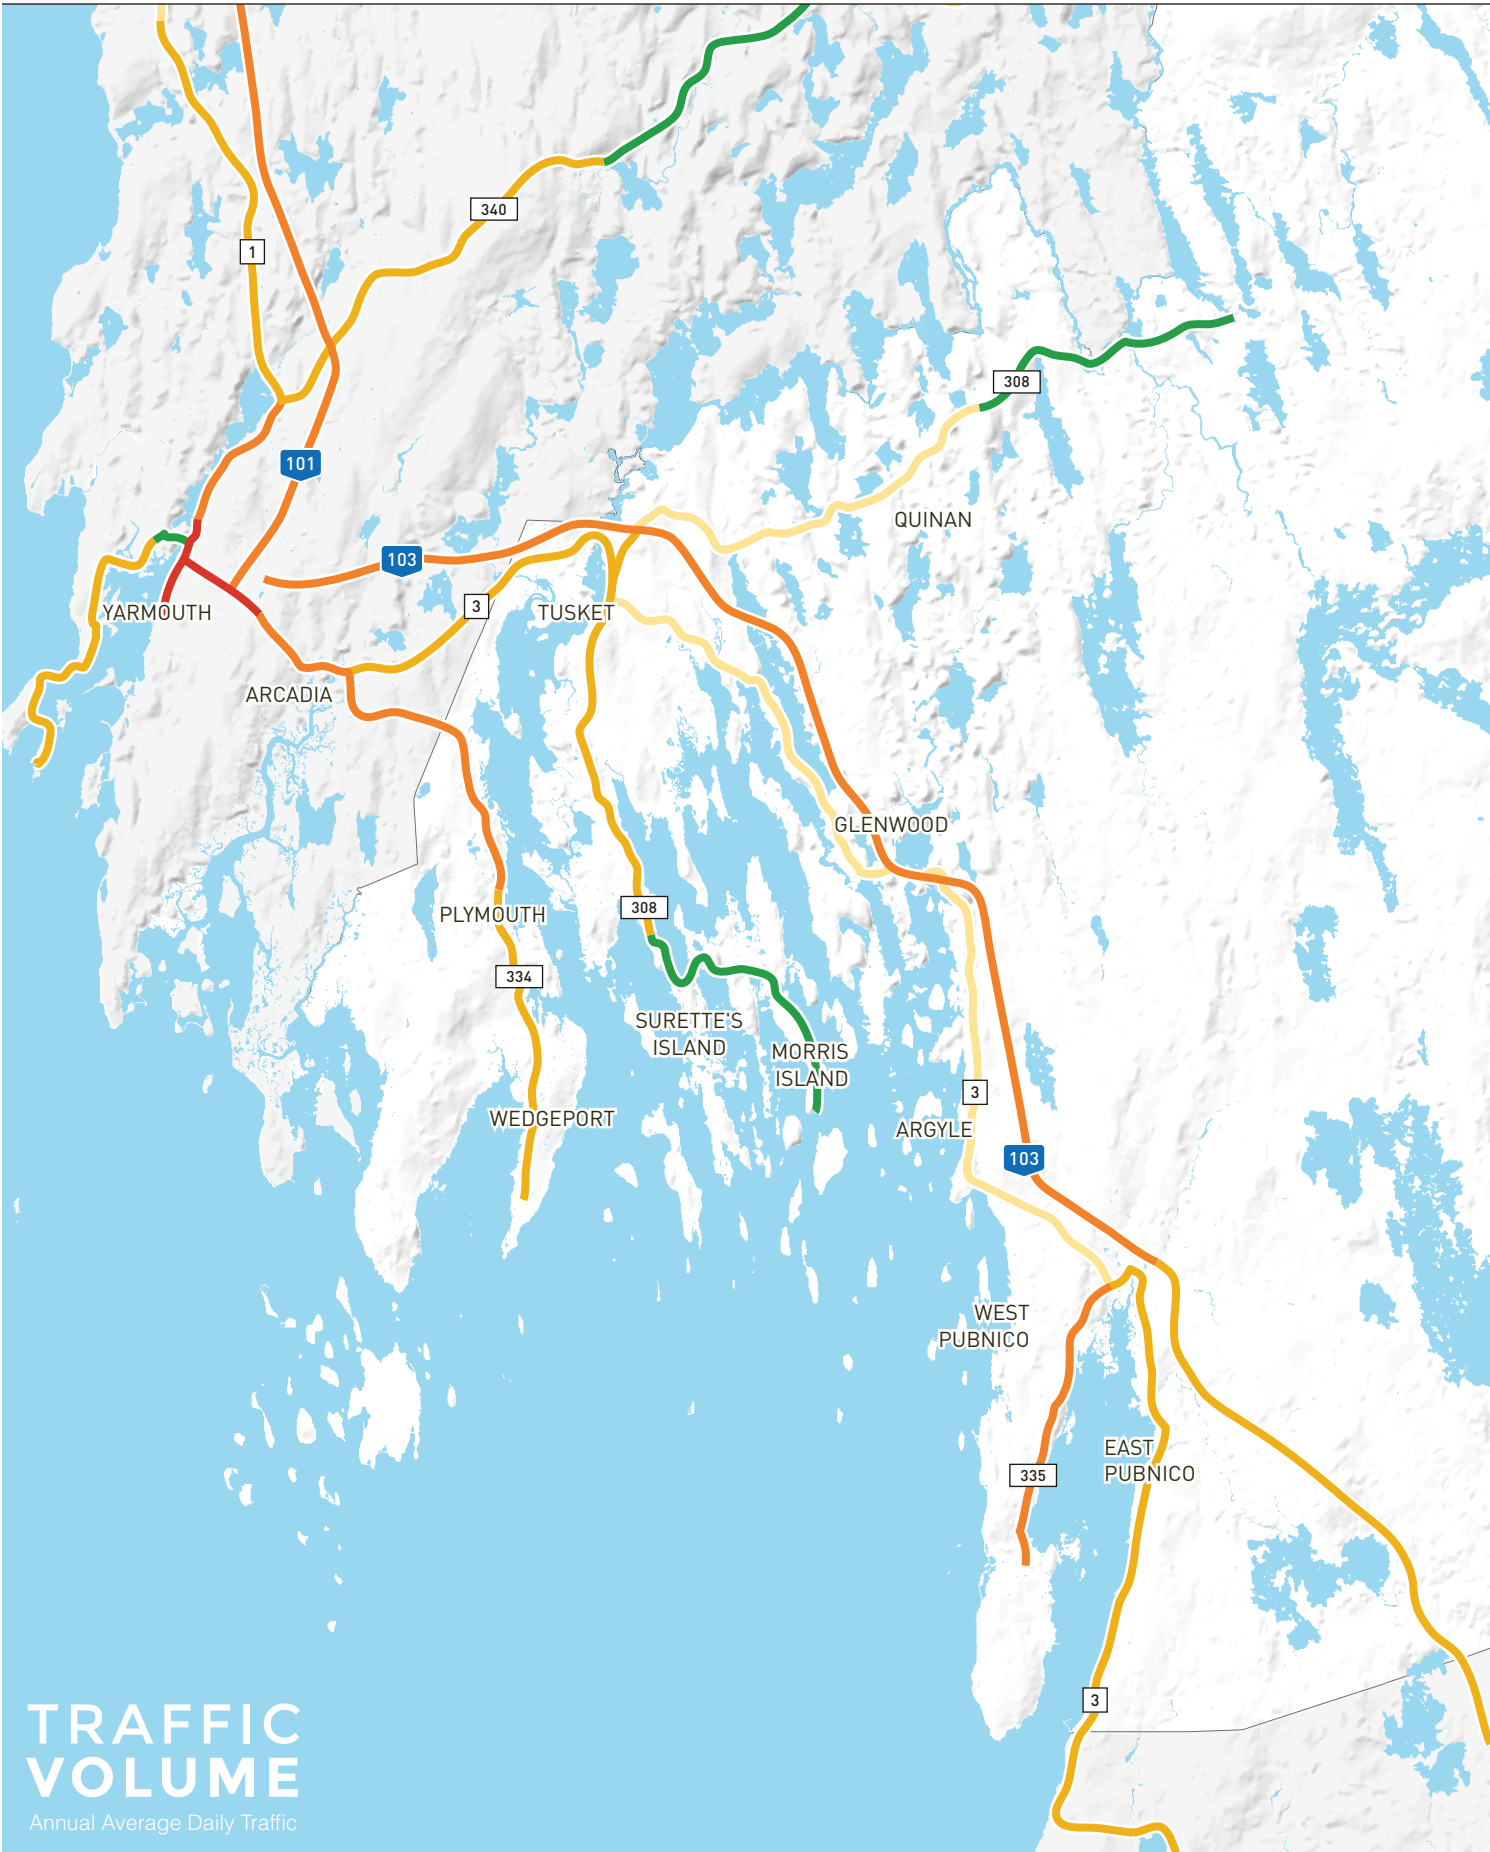 340
1
308
101
QUINAN
103
3
YARMOUTH
TUSKET
ARCADIA
GLENWOOD
308
PLYMOUTH
334
SURETTE'S
ISLAND
MORRIS
ISLAND
3
WEDGEPORT
ARGYLE
103
WEST
PUBNICO
EAST
PUBNICO
335
3
TRAFFIC
VOLUME
Annual Average Daily Traffic